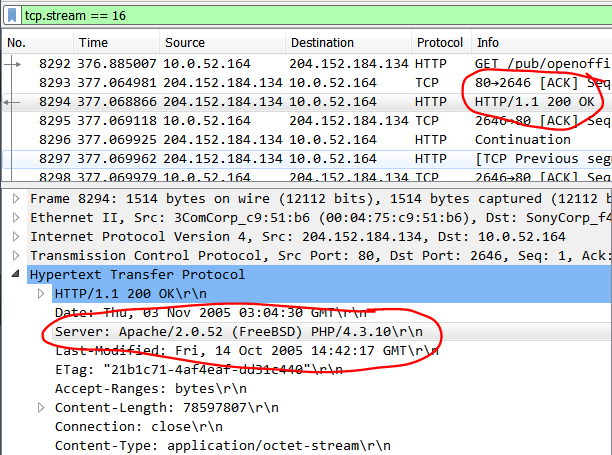 tcp.stream == 16
No. Time Source Destination Protocol Info
8292 376.885007 10.0.52.164 204.152.184.134 HTTP GET /pub/openoffi
8293 377.064981 204.152.184.134 10.0.52.164 TCP 80→2646 [ACK] Seq
8294 377.068866 204.152.184.134 10.0.52.164 HTTP HTTP/1.1 200 OK
8295 377.069118 10.0.52.164 204.152.184.134 TCP 2646→80 [ACK] Seq
8296 377.069925 204.152.184.134 10.0.52.164 HTTP Continuation
8297 377.069962 204.152.184.134 10.0.52.164 HTTP [TCP Previous seg
8298 377.069979 10.0.52.164 204.152.184.134 TCP 2646→80 [ACK] Seq
Frame 8294: 1514 bytes on wire (12112 bits), 1514 bytes captured (12112 b
Ethernet II, Src: 3ComCorp_c9:51:b6 (00:04:75:c9:51:b6), Dst: SonyCorp_f4
Internet Protocol Version 4, Src: 204.152.184.134, Dst: 10.0.52.164
Transmission Control Protocol, Src Port: 80, Dst Port: 2646, Seq: 1, Ack:
Hypertext Transfer Protocol
HTTP/1.1 200 OK\r\n
Date: Thu, 03 Nov 2005 03:04:30 GMT\r\n
Server: Apache/2.0.52 (FreeBSD) PHP/4.3.10\r\n
Last-Modified: Fri, 14 Oct 2005 14:42:17 GMT\r\n
ETag: "21b1c71-4af4eaf-dd31c440"\r\n
Accept-Ranges: bytes\r\n
Content-Length: 78597807\r\n
Connection: close\r\n
Content-Type: application/octet-stream\r\n